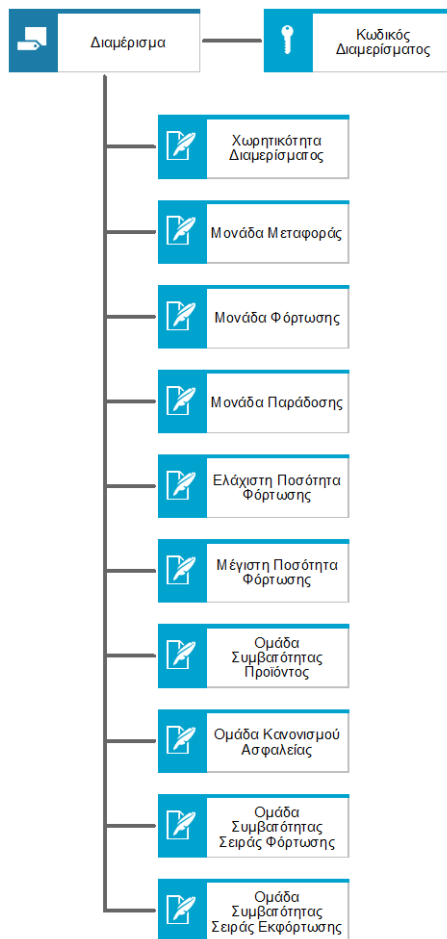 Διαμέρισμα
Κωδικός
Διαμερίσματος
Χωρητικότητα
Διαμερίσματος
Μονάδα Μεταφοράς
Μονάδα Φόρτωσης
Μονάδα Παράδοσης
Ελάχιστη Ποσότητα
Φόρτωσης
Μέγιστη Ποσότητα
Φόρτωσης
Ομάδα
Συμβατότητας
Προϊόντος
Ομάδα Κανονισμού
Ασφαλείας
Ομάδα
Συμβατότητας
Σειράς Φόρτωσης
Ομάδα
Συμβατότητας
Σειράς Εκφόρτωσης